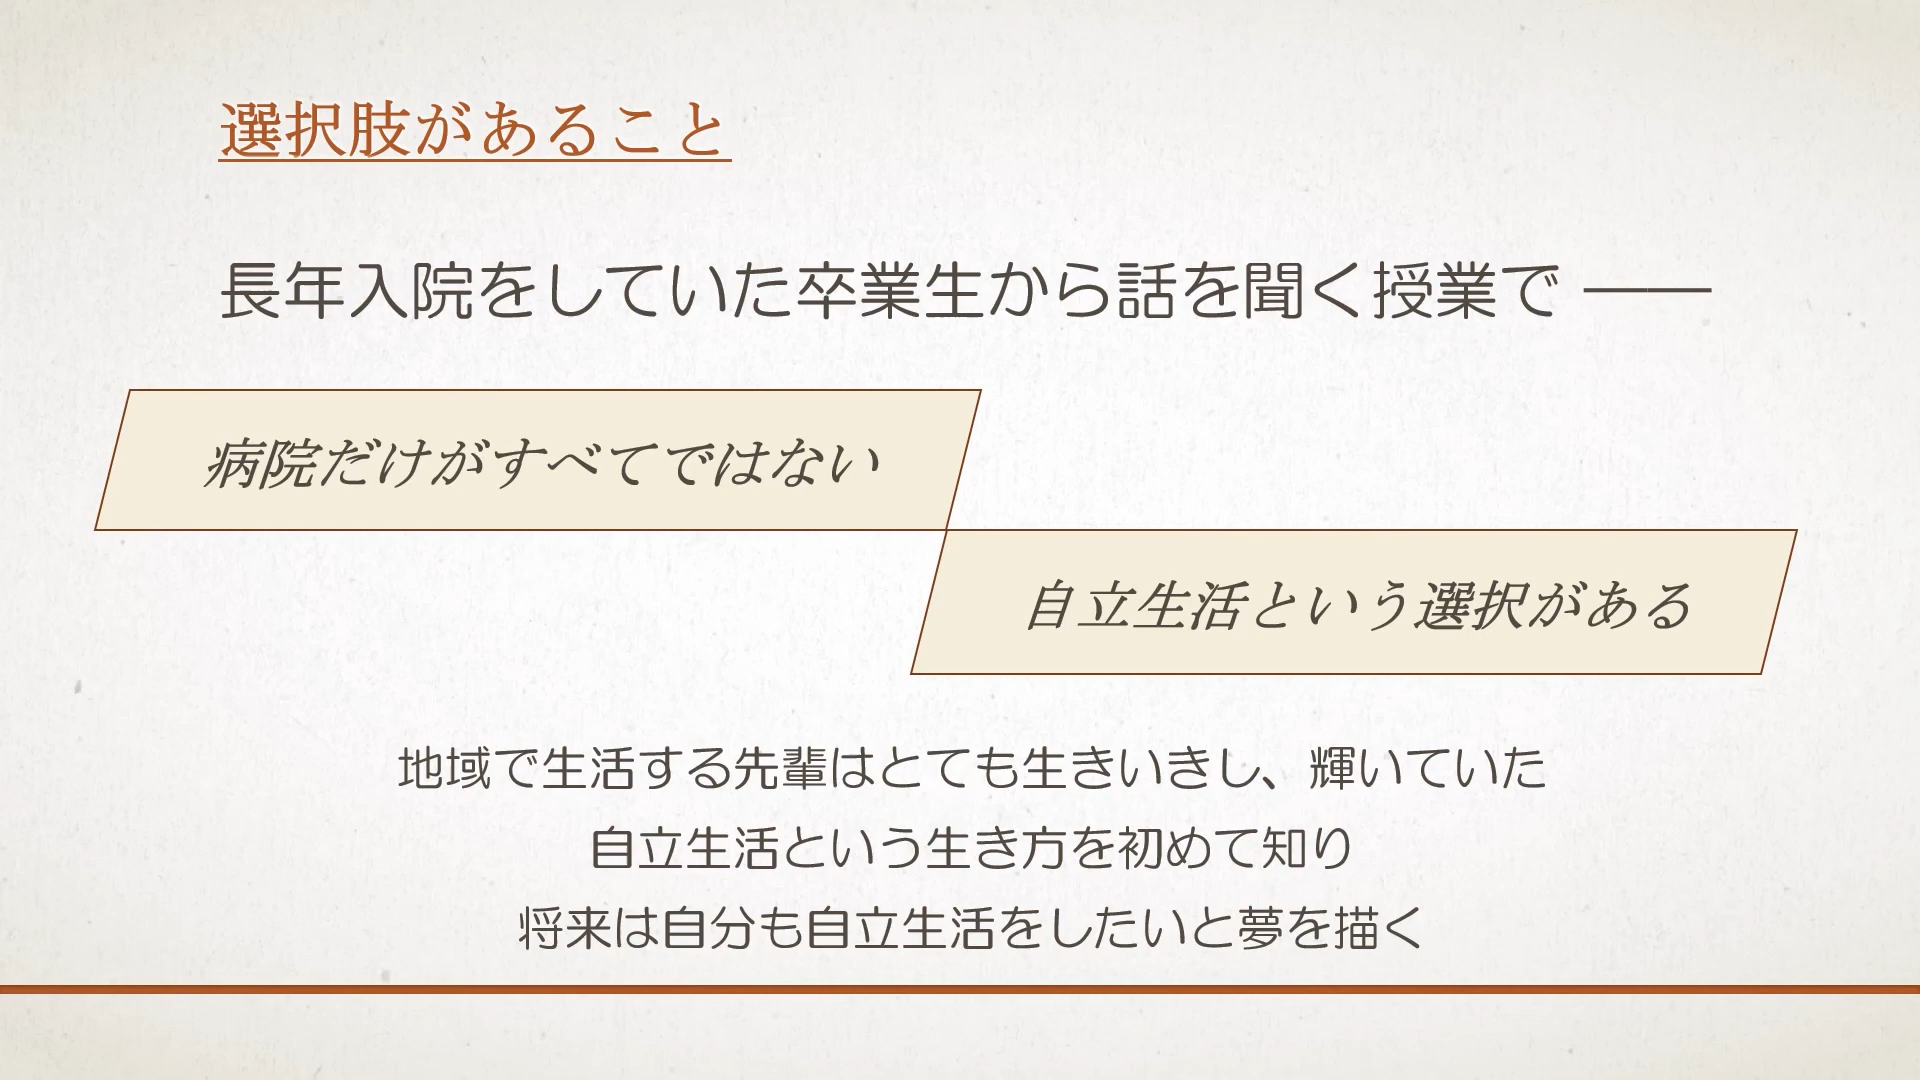 選択肢があること
長年入院をしていた卒業生から話を聞く授業で ――
病院だけがすべてではない
自立生活という選択がある
地域で生活する先輩はとても生きいきし、輝いていた
自立生活という生き方を初めて知り
将来は自分も自立生活をしたいと夢を描く